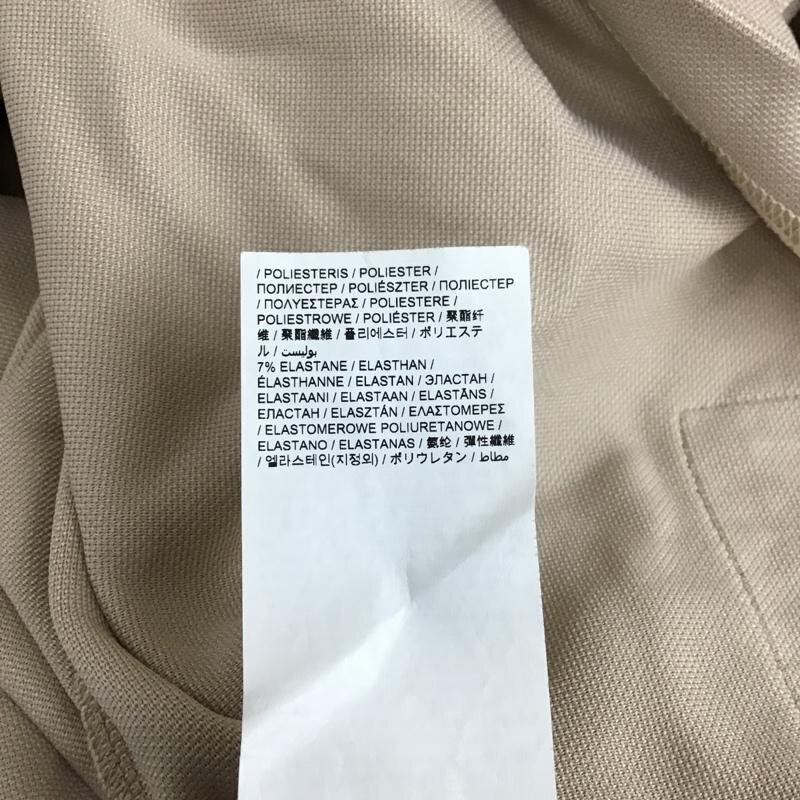 / POLIESTERIS / POLIESTER /
ПОЛИЕСТЕР / POLIÉSZTER / ПОЛІЕСТЕР
/ ΠΟΛΥΕΣΤΕΡΑΣ / POLIESTERE /
POLIESTROWE / POLIÉSTER / 聚酯纤
维 / 聚酯纖維 / 폴리에스터 / ポリエステ
ル / بوليست
7% ELASTANE / ELASTHAN /
ÉLASTHANNE / ELASTAN / ЭЛАСТАН /
ELASTAANI / ELASTAAN / ELASTĀNS /
ЕЛАСТАН / ELASZTÁN / ΕΛΑΣΤΟΜΕΡΕΣ
/ ELASTOMEROWE POLIURETANOWE /
ELASTANO / ELASTANAS / 氨纶 / 彈性纖維
/ 엘라스테인(지정외) / ポリウレタン / مطاط